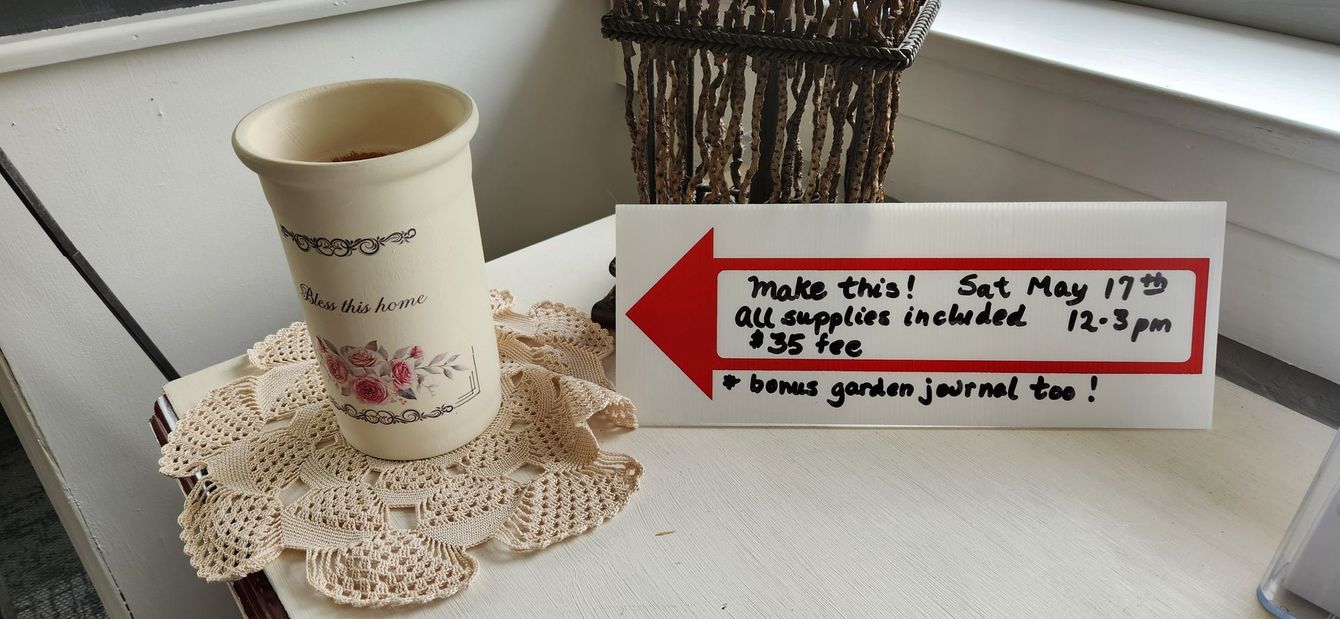 Bless this home
Make this! Sat May 17th
All supplies included 12-3pm
$35 fee
* bonus garden journal too!